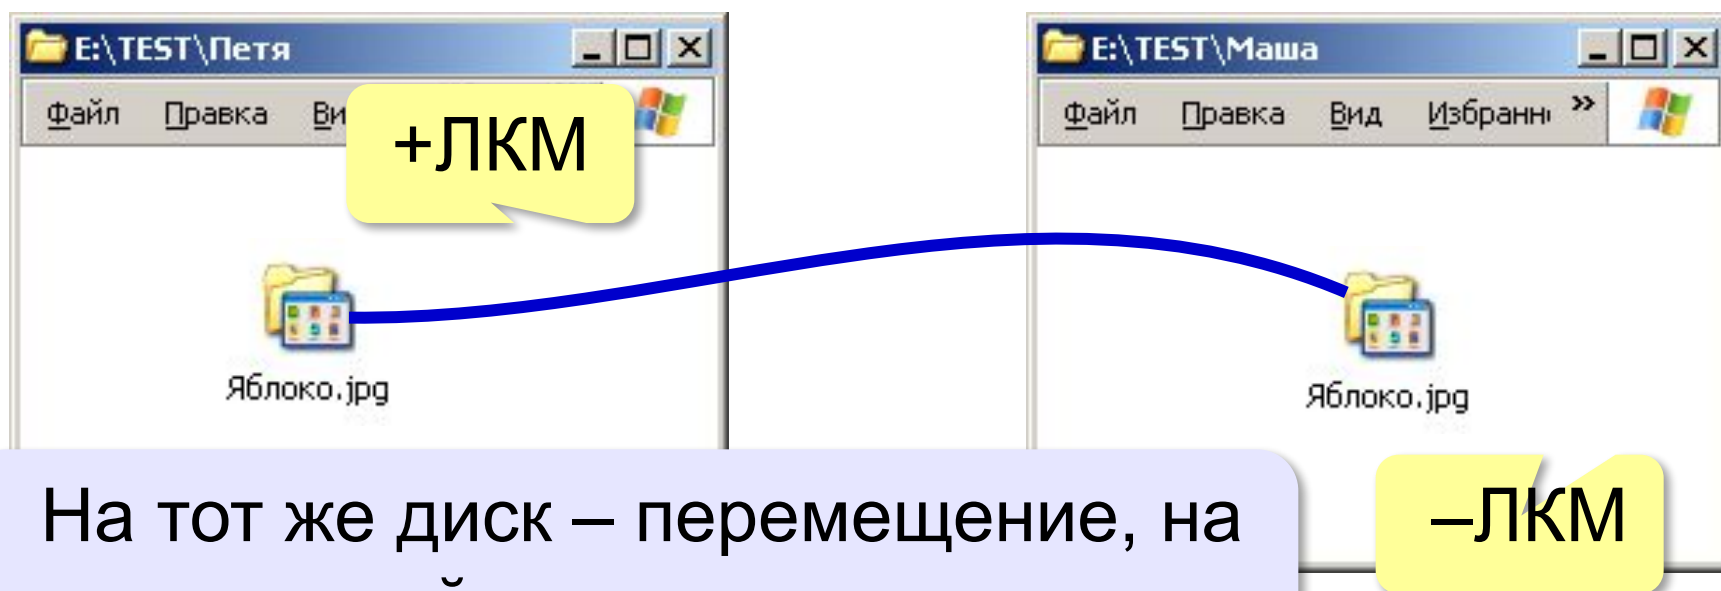 E:\TEST\Петя
E:\TEST\Маша
Файл Правка
Файл Правка Вид Избранн »
+ЛКМ
Яблоко.jpg
Яблоко.jpg
На тот же диск – перемещение, на
–ЛКМ